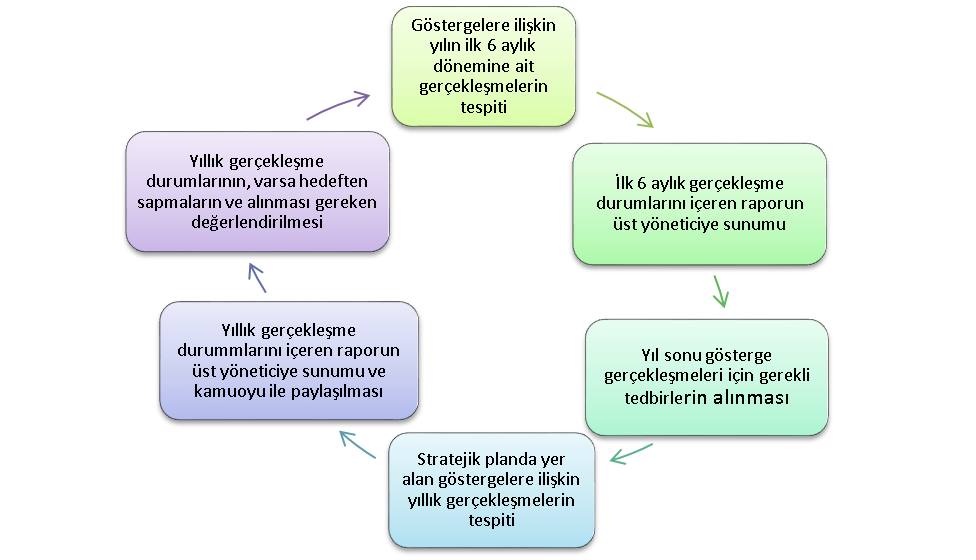 Göstergelere ilişkin
yılın ilk 6 aylık
dönemine ait
gerçekleşmelerin
tespiti
İlk 6 aylık gerçekleşme
durumlarını içeren raporun
üst yöneticiye sunumu
Yıl sonu gösterge
gerçekleşmeleri için gerekli
tedbirlerin alınması
Stratejik planda yer
alan göstergelere ilişkin
yıllık gerçekleşmelerin
tespiti
Yıllık gerçekleşme
durummlarını içeren raporun
üst yöneticiye sunumu ve
kamuoyu ile paylaşılması
Yıllık gerçekleşme
durumlarının, varsa hedeften
sapmaların ve alınması gereken
değerlendirilmesi